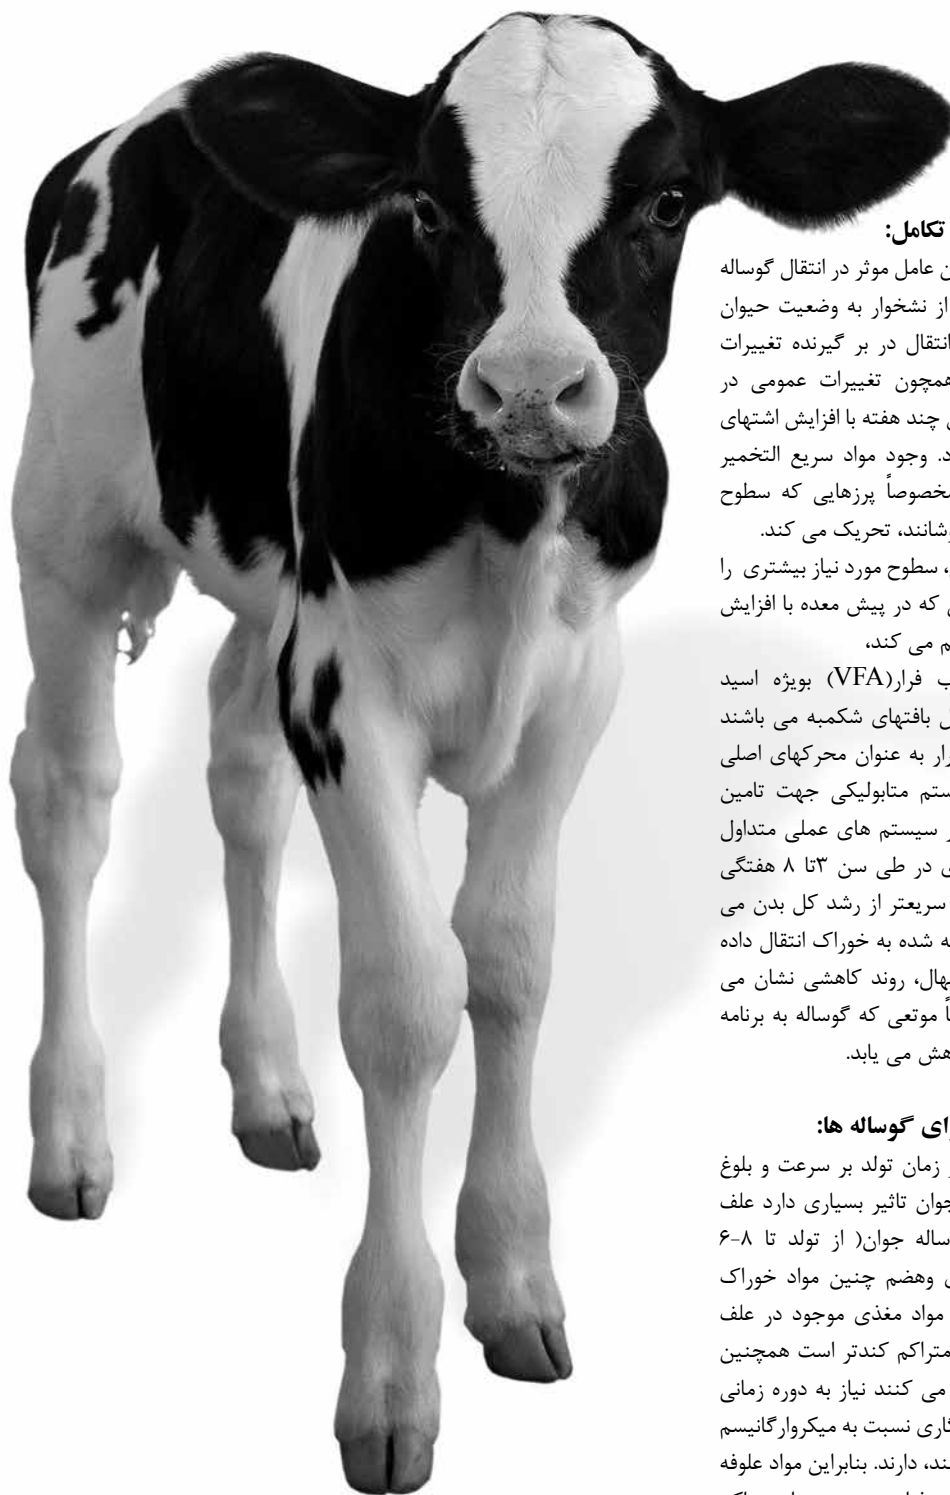 تکامل:
ن عامل موثر در انتقال گوساله
از نشخوار به وضعیت حیوان
انتقال در بر گیرنده تغییرات
همچون تغییرات عمومی در
چند هفته با افزایش اشتهای
د. وجود مواد سریع التخمیر
خصوصاً پرزهایی که سطوح
وشانند، تحریک می کند.
، سطوح مورد نیاز بیشتری را
که در پیش معده با افزایش
م می کند،
ب فرار(VFA) بویژه اسید
ل بافتهای شکمبه می باشند
رار به عنوان محرکهای اصلی
ستم متابولیکی جهت تامین
ر سیستم های عملی متداول
ی در طی سن ۳تا ۸ هفتگی
سریعتر از رشد کل بدن می
ه شده به خوراک انتقال داده
هال، روند کاهشی نشان می
اً موتعی که گوساله به برنامه
هش می یابد.
رای گوساله ها:
ر زمان تولد بر سرعت و بلوغ
جوان تاثیر بسیاری دارد علف
ساله جوان( از تولد تا ۸-۶
ی وهضم چنین مواد خوراک
مواد مغذی موجود در علف
متراکم کندتر است همچنین
می کنند نیاز به دوره زمانی
گاری نسبت به میکروارگانیسم
ند، دارند. بنابراین مواد علوفه